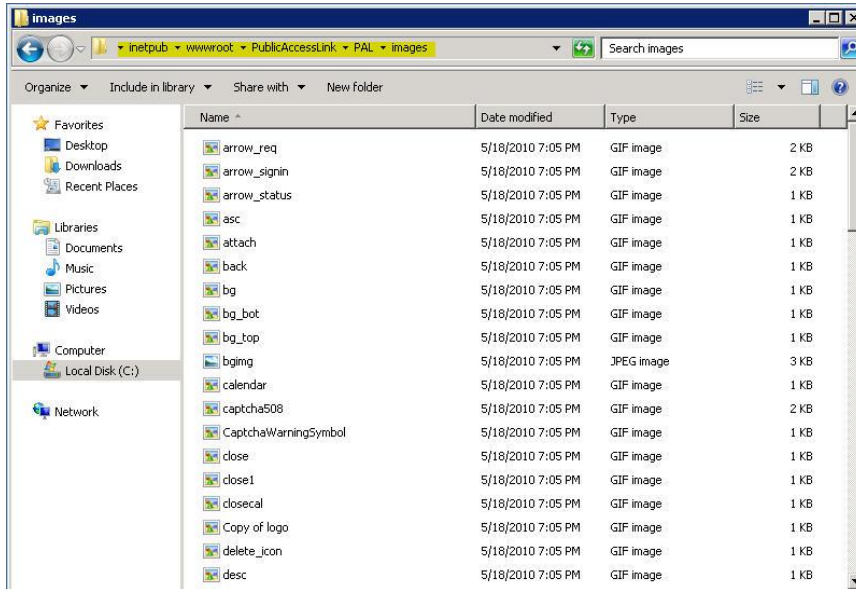 images
inetpub wwwroot PublicAccessLink PAL images Search images
Organize Include in library Share with New folder
Favorites
Desktop
Downloads
Recent Places
Libraries
Documents
Music
Pictures
Videos
Computer
Local Disk (C:)
Network
Name Date modified Type Size
arrow_req 5/18/2010 7:05 PM GIF image 2 KB
arrow_signin 5/18/2010 7:05 PM GIF image 2 KB
arrow_status 5/18/2010 7:05 PM GIF image 1 KB
asc 5/18/2010 7:05 PM GIF image 1 KB
attach 5/18/2010 7:05 PM GIF image 1 KB
back 5/18/2010 7:05 PM GIF image 1 KB
bg 5/18/2010 7:05 PM GIF image 1 KB
bg_bot 5/18/2010 7:05 PM GIF image 1 KB
bg_top 5/18/2010 7:05 PM GIF image 1 KB
bgimg 5/18/2010 7:05 PM JPEG image 3 KB
calendar 5/18/2010 7:05 PM GIF image 1 KB
captcha508 5/18/2010 7:05 PM GIF image 2 KB
CaptchaWarningSymbol 5/18/2010 7:05 PM GIF image 1 KB
close 5/18/2010 7:05 PM GIF image 1 KB
close1 5/18/2010 7:05 PM GIF image 1 KB
closecal 5/18/2010 7:05 PM GIF image 1 KB
Copy of logo 5/18/2010 7:05 PM GIF image 1 KB
delete_icon 5/18/2010 7:05 PM GIF image 1 KB
desc 5/18/2010 7:05 PM GIF image 1 KB